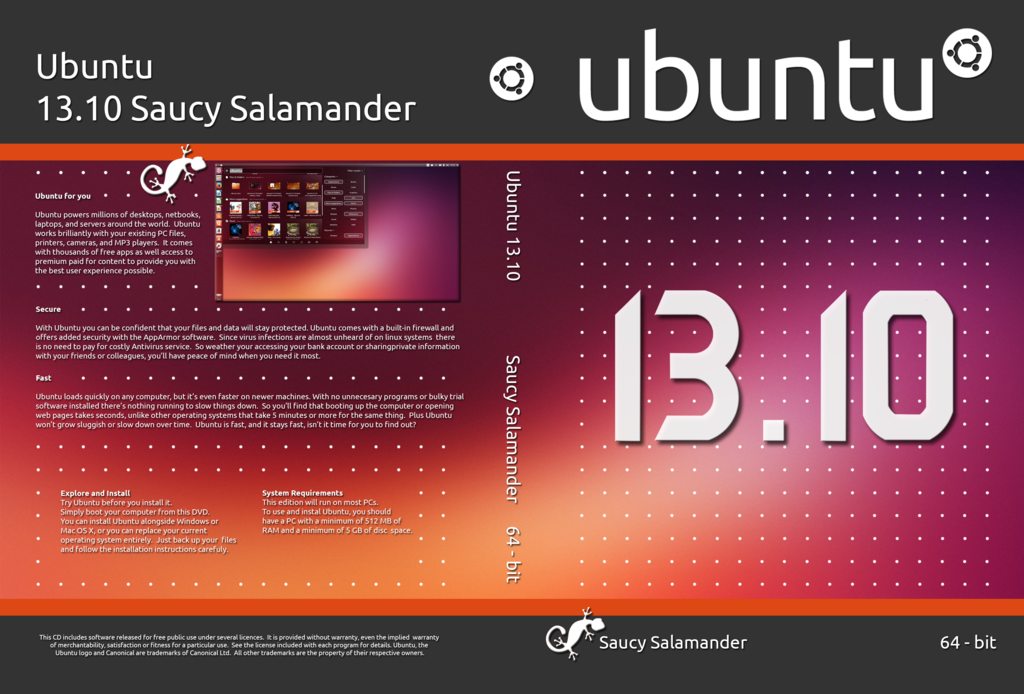 Ubuntu
13.10 Saucy Salamander
Ubuntu for you
Ubuntu powers millions of desktops, netbooks,
laptops, and servers around the world.  Ubuntu
works brilliantly with your existing PC files,
printers, cameras, and MP3 players.  It comes
with thousands of free apps as well access to
premium paid for content to provide you with
the best user experience possible.
Secure
With Ubuntu you can be confident that your files and data will stay protected. Ubuntu comes with a built-in firewall and
offers added security with the AppArmor software.  Since virus infections are almost unheard of on linux systems  there
is no need to pay for costly Antivirus service.  So weather your accessing your bank account or sharingprivate information
with your friends or colleagues, you'll have peace of mind when you need it most.
Fast
Ubuntu loads quickly on any computer, but it's even faster on newer machines. With no unnecesary programs or bulky trial
software installed there's nothing running to slow things down.  So you'll find that booting up the computer or opening
web pages takes seconds, unlike other operating systems that take 5 minutes or more for the same thing.  Plus Ubuntu
won't grow sluggish or slow down over time.  Ubuntu is fast, and it stays fast, isn't it time for you to find out?
Explore and Install
Try Ubuntu before you install it.
Simply boot your computer from this DVD.
You can install Ubuntu alongside Windows or
Mac OS X, or you can replace your current
operating system entirely.  Just back up your  files
and follow the installation instructions carefuly.
System Requirements
This edition will run on most PCs.
To use and instal Ubuntu, you should
have a PC with a minimum of 512 MB of
RAM and a minimum of 5 GB of disc  space.
This CD includes software released for free public use under several licences.  It is provided without warranty, even the implied  warranty
of merchantability, satisfaction or fitness for a particular use.  See the license included with each program for details. Ubuntu, the
Ubuntu logo and Canonical are trademarks of Canonical Ltd.  All other trademarks are the property of their respective owners.
Ubuntu 13.10
Saucy Salamander
64 - bit
ubuntu
13.10
Saucy Salamander
64 - bit